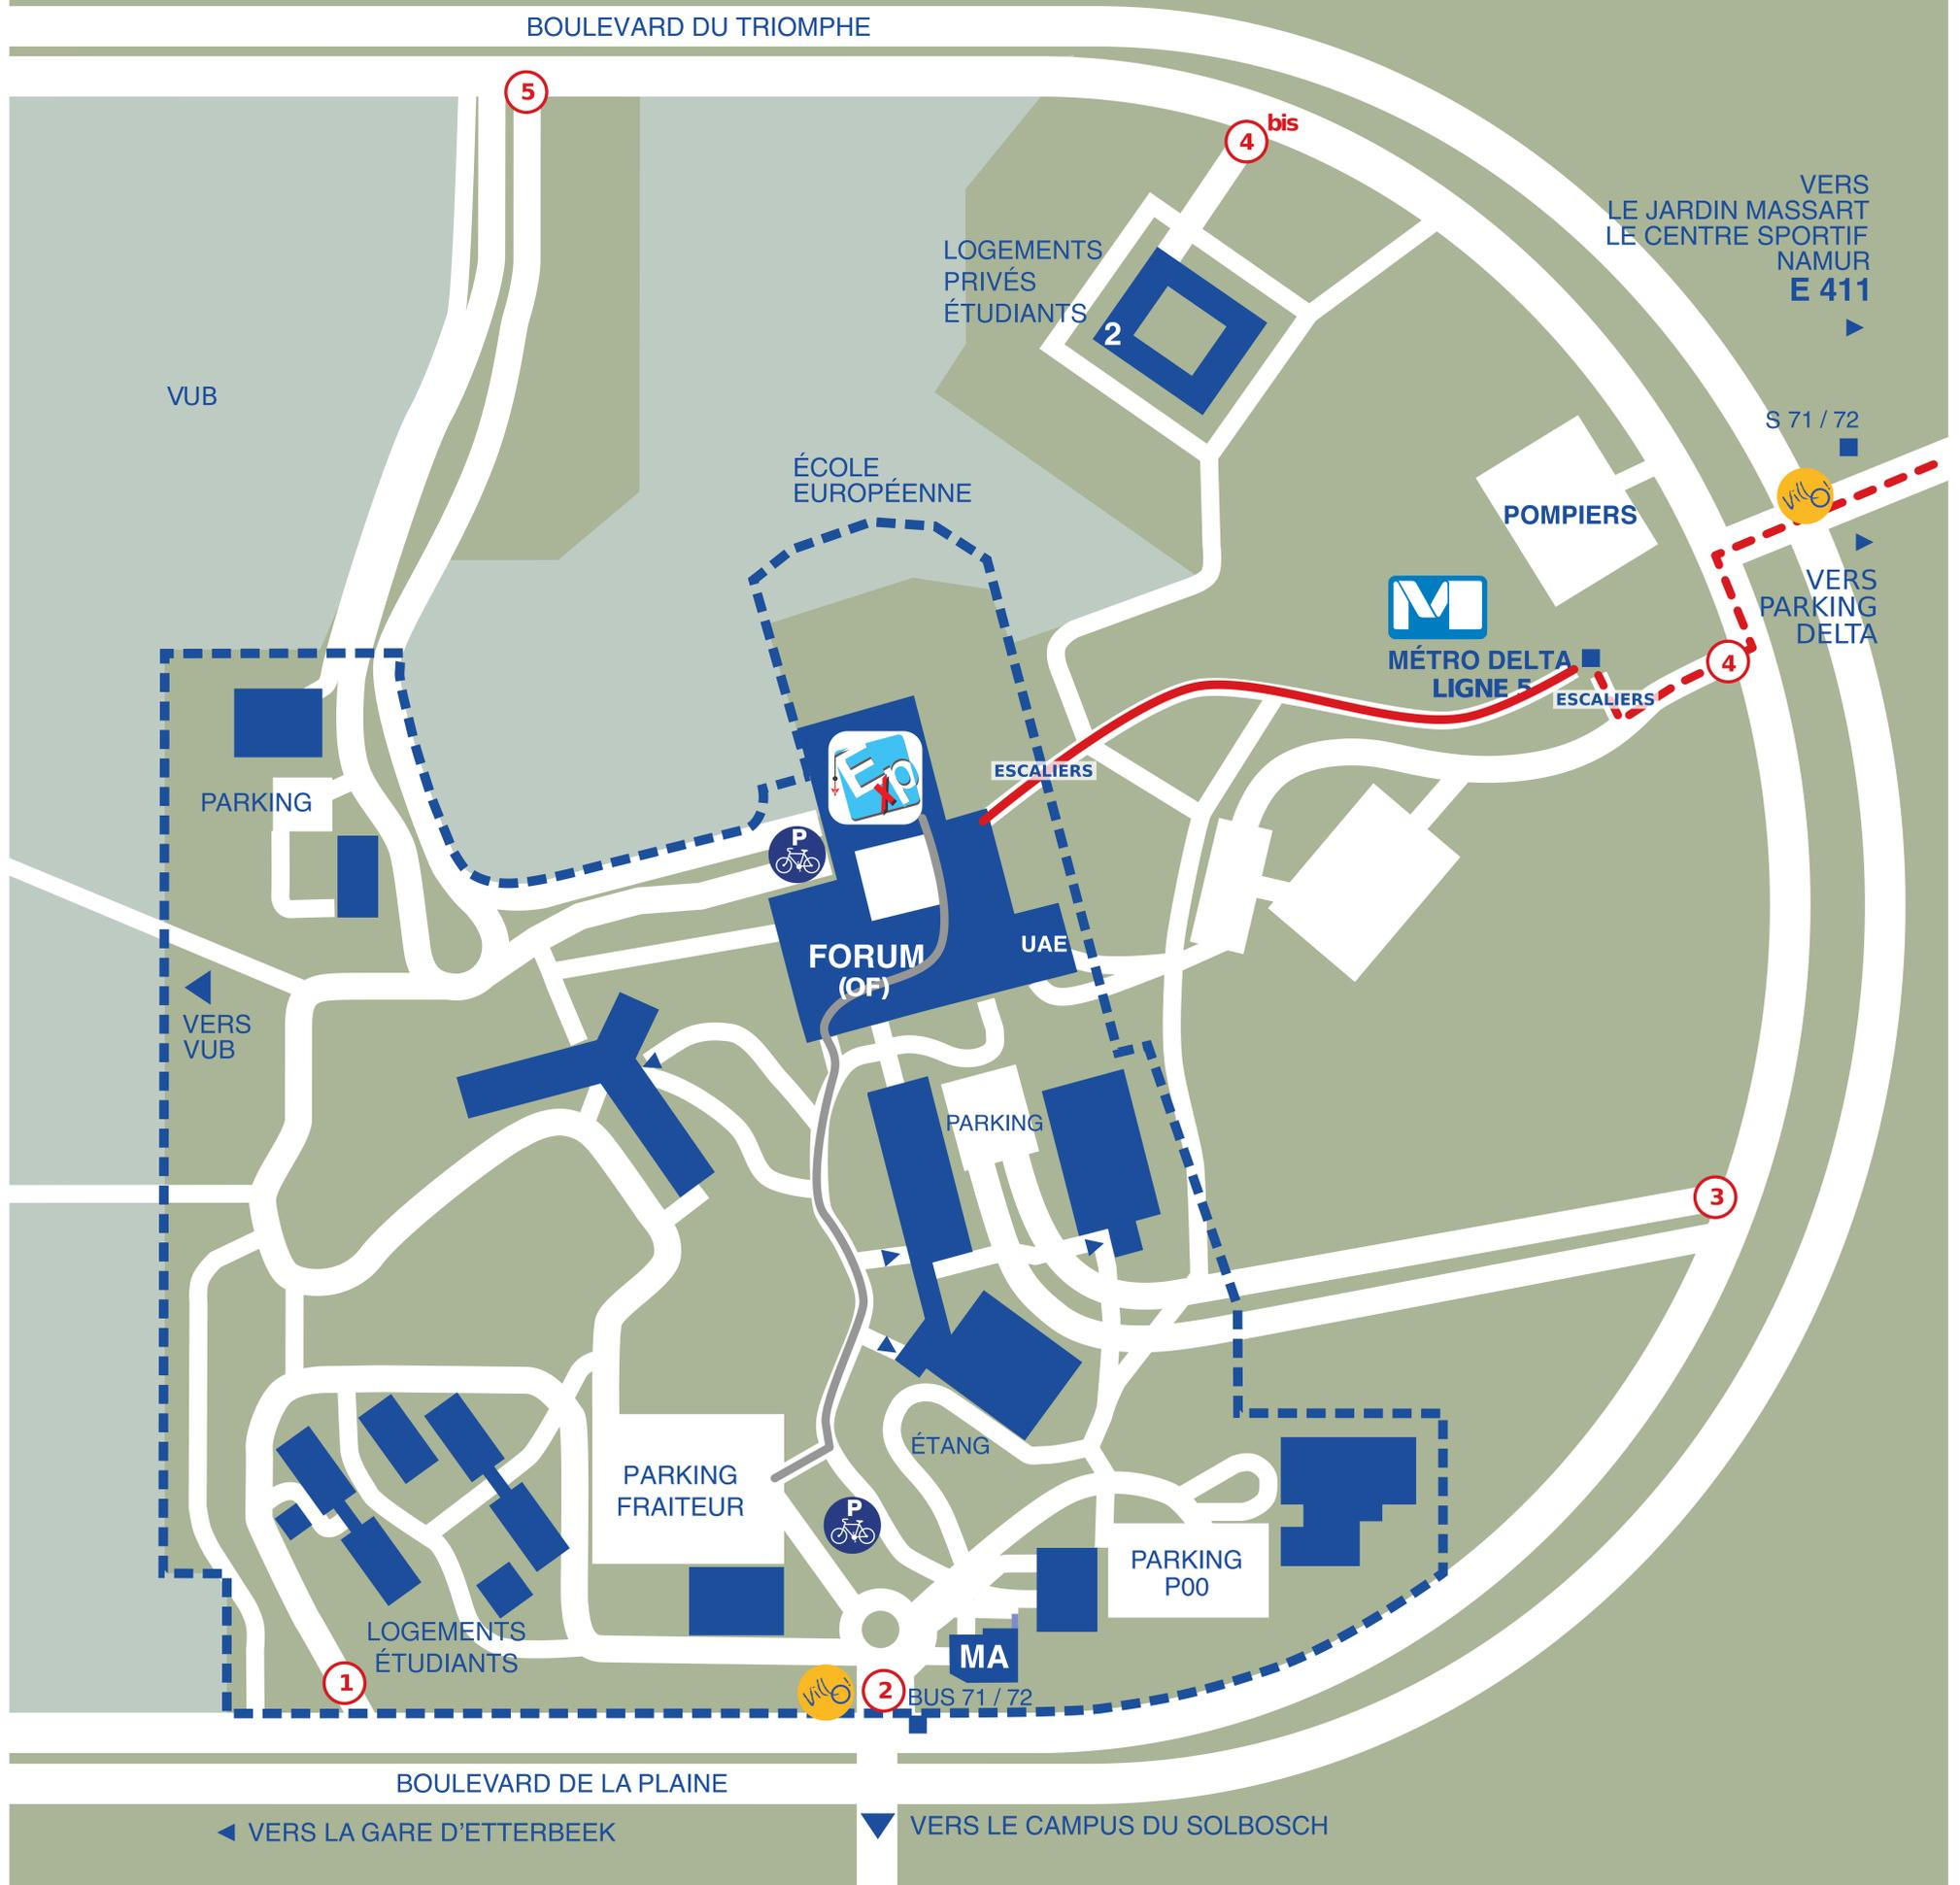 BOULEVARD DU TRIOMPHE
5
4 bis
VERS
LE JARDIN MASSART
LE CENTRE SPORTIF
NAMUR
E 411
LOGEMENTS
PRIVÉS
ÉTUDIANTS
2
VUB
S 71 / 72
Villo!
ÉCOLE
EUROPÉENNE
POMPIERS
VERS
PARKING
DELTA
M
MÉTRO DELTA
LIGNE 5
4
ESCALIERS
ESCALIERS
Exp
PARKING
P
FORUM
(OF)
UAE
VERS
VUB
PARKING
3
ÉTANG
PARKING
FRAITEUR
P
PARKING
P00
LOGEMENTS
ÉTUDIANTS
MA
1
Villo!
2
BUS 71 / 72
BOULEVARD DE LA PLAINE
VERS LA GARE D'ETTERBEEK
VERS LE CAMPUS DU SOLBOSCH